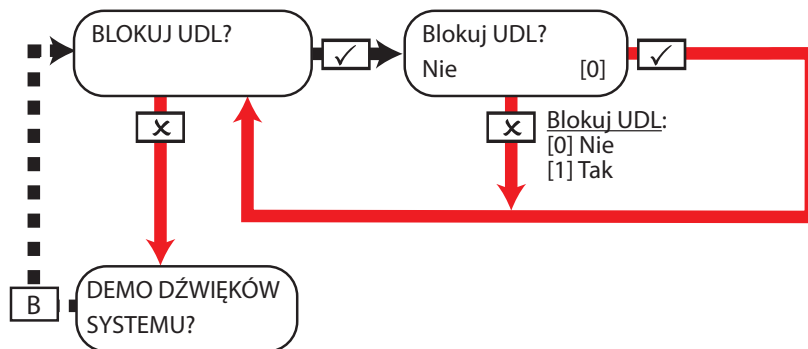 BLOKUJ UDL?
✓
Blokuj UDL?
Nie [0]
✓
✗
✗
Blokuj UDL:
[0] Nie
[1] Tak
B
DEMO DŹWIĘKÓW
SYSTEMU?